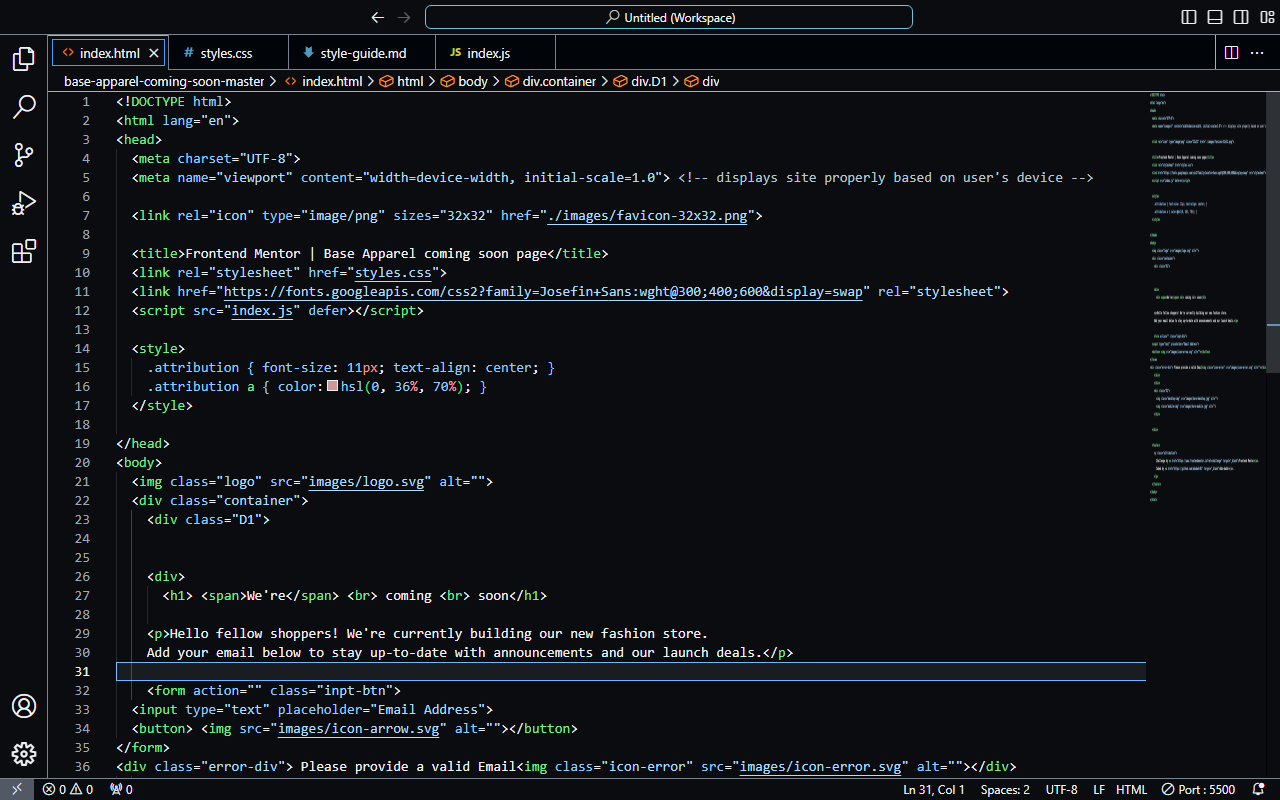 Untitled (Workspace)
index.html
# styles.css
style-guide.md
JS index.js
base-apparel-coming-soon-master > <> index.html > html > body > div.container > div.D1 > div
1 <!DOCTYPE html>
2 <html lang="en">
3 <head>
4 <meta charset="UTF-8">
5 <meta name="viewport" content="width=device-width, initial-scale=1.0"> <!-- displays site properly based on user's device -->
6
7 <link rel="icon" type="image/png" sizes="32x32" href="./images/favicon-32x32.png">
8
9 <title>Frontend Mentor | Base Apparel coming soon page</title>
10 <link rel="stylesheet" href="styles.css">
11 <link href="https://fonts.googleapis.com/css2?family=Josefin+Sans:wght@300;400;600&display=swap" rel="stylesheet">
12 <script src="index.js" defer></script>
13
14 <style>
15 .attribution { font-size: 11px; text-align: center; }
16 .attribution a { color: hsl(0, 36%, 70%); }
17 </style>
18
19 </head>
20 <body>
21 <img class="logo" src="images/logo.svg" alt="">
22 <div class="container">
23 <div class="D1">
24
25
26 <div>
27 <h1> <span>We're</span> <br> coming <br> soon</h1>
28
29 <p>Hello fellow shoppers! We're currently building our new fashion store.
30 Add your email below to stay up-to-date with announcements and our launch deals.</p>
31
32 <form action="" class="inpt-btn">
33 <input type="text" placeholder="Email Address">
34 <button> <img src="images/icon-arrow.svg" alt=""></button>
35 </form>
36 <div class="error-div"> Please provide a valid Email<img class="icon-error" src="images/icon-error.svg" alt=""></div>
0 0 0 Ln 31, Col 1 Spaces: 2 UTF-8 LF HTML Port : 5500